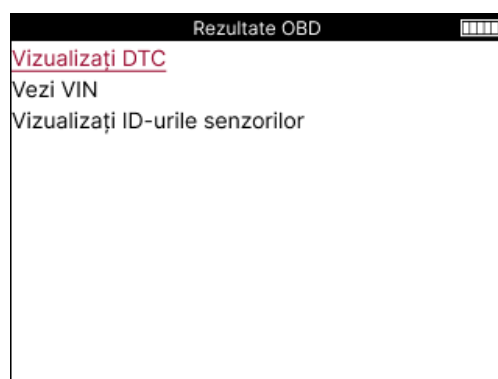 Rezultate OBD
Vizualizați DTC
Vezi VIN
Vizualizați ID-urile senzorilor